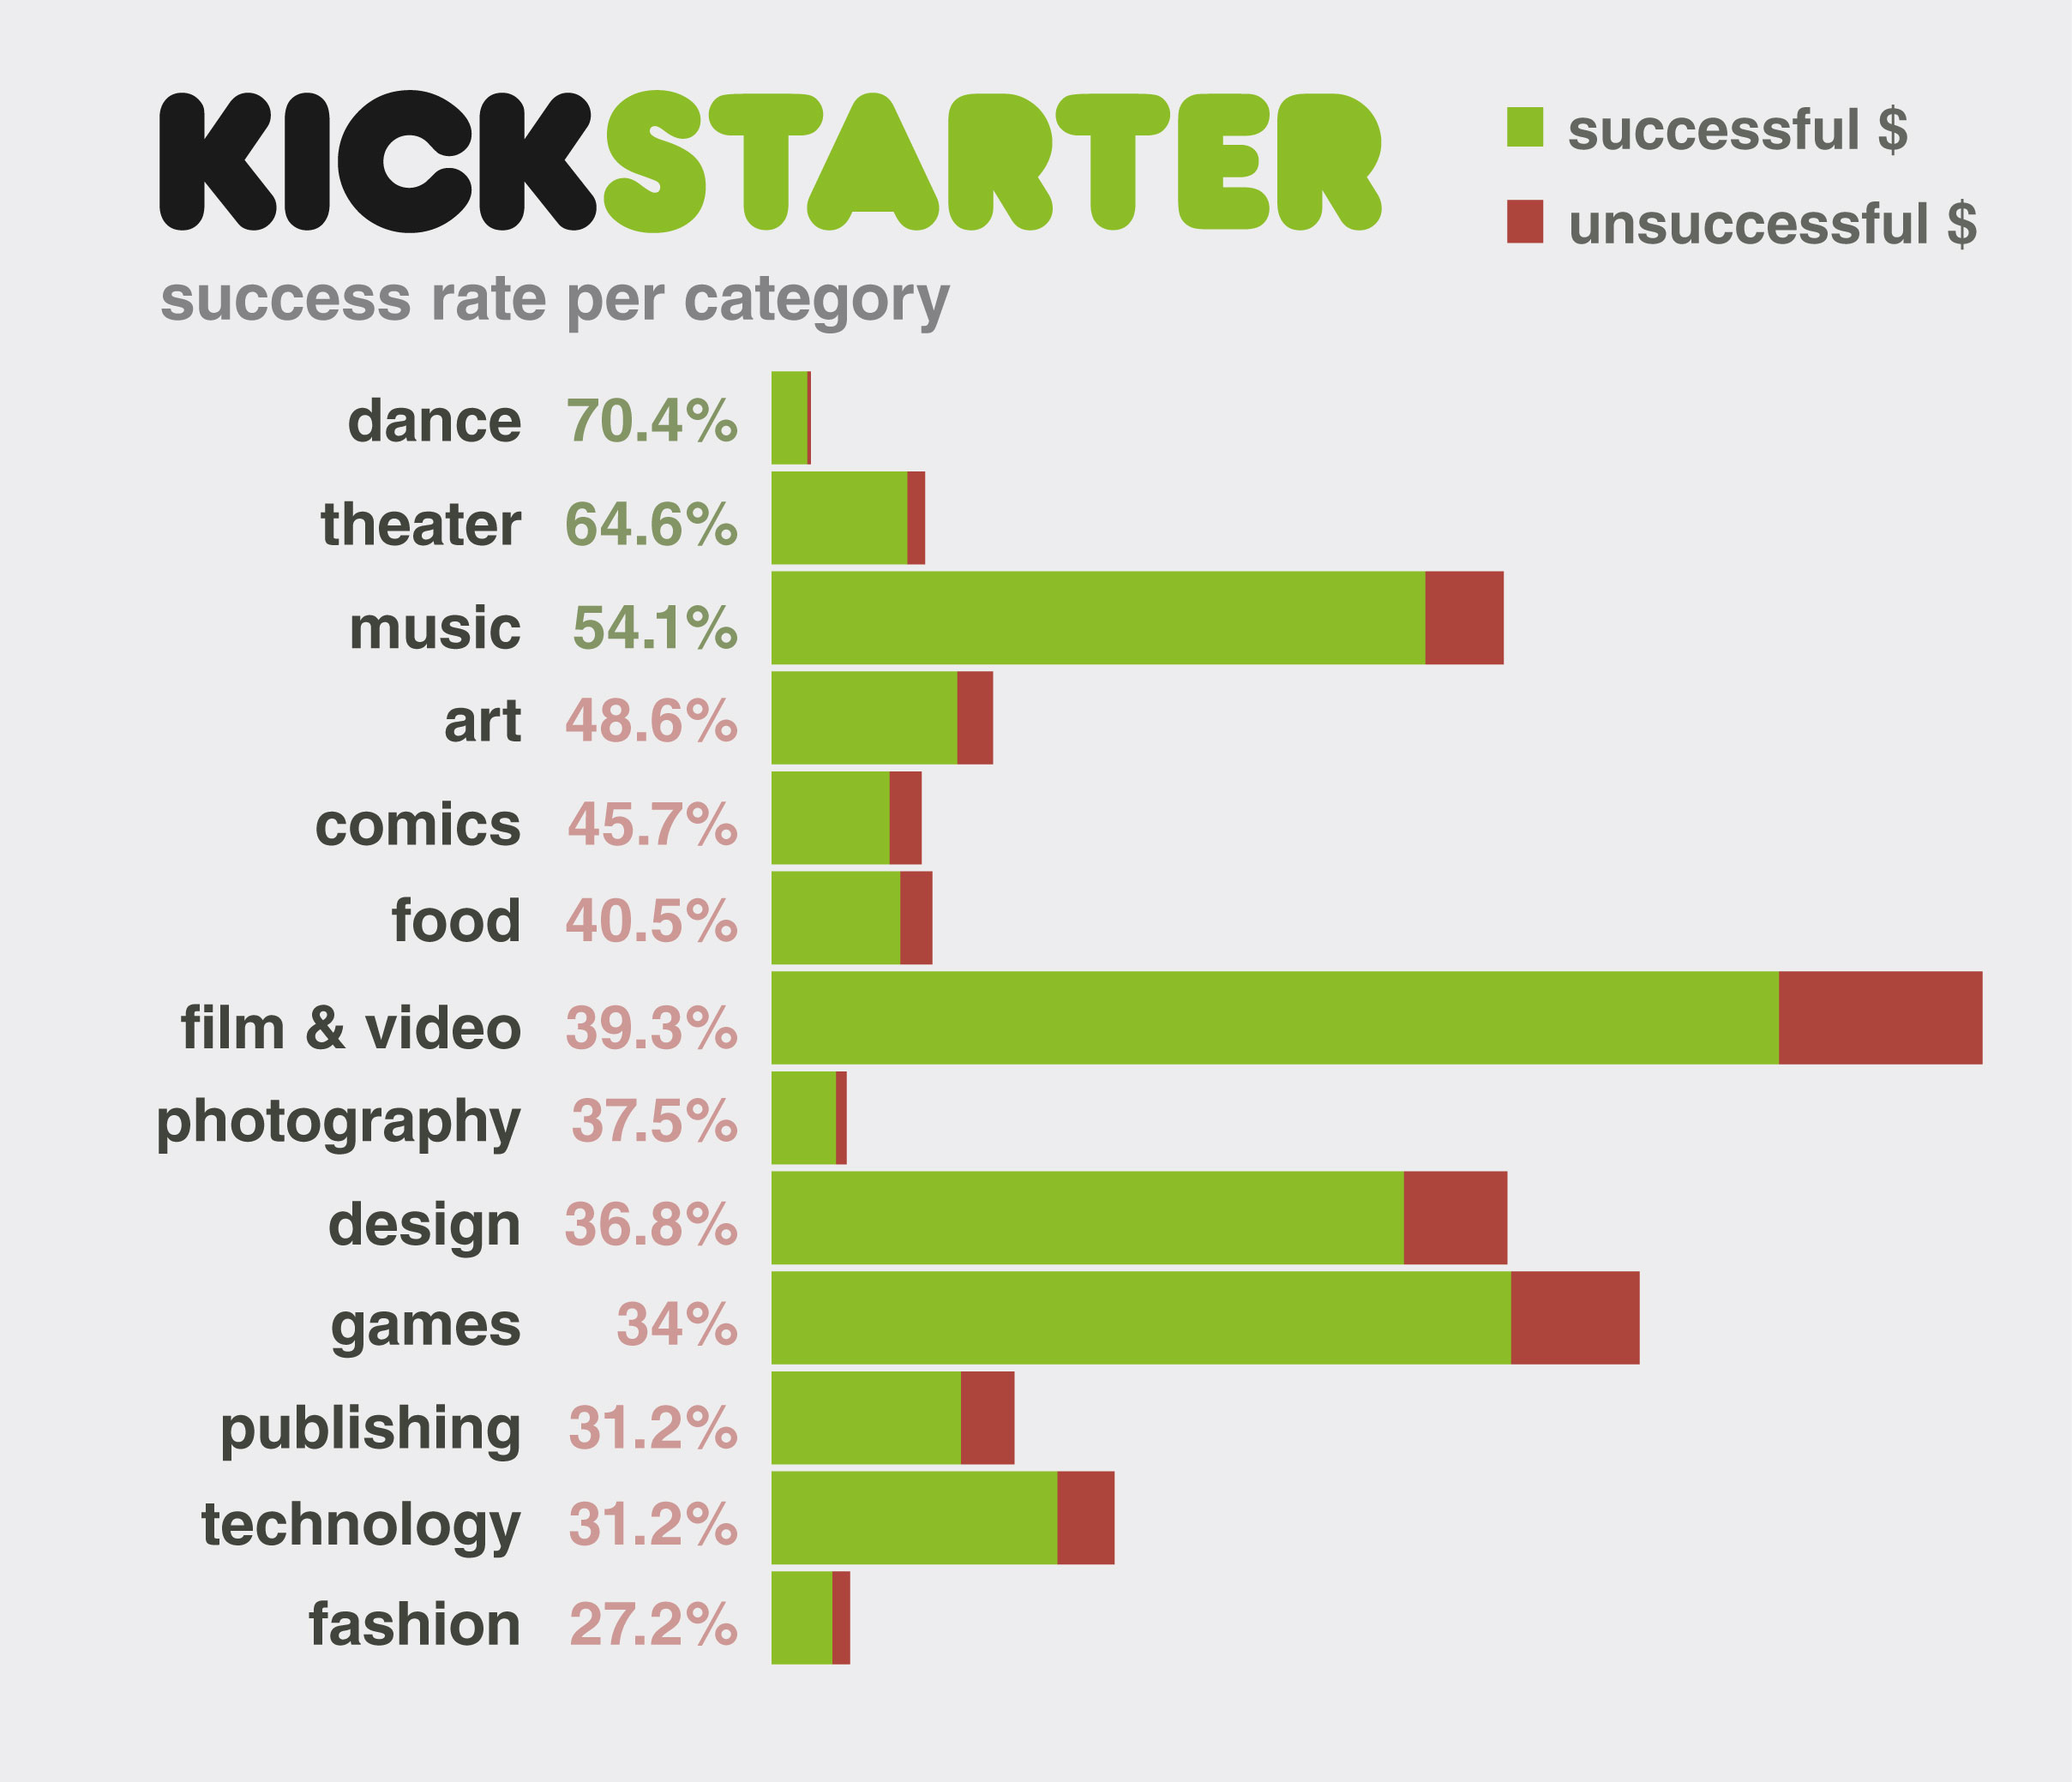 KICKSTARTER
successful $
unsuccessful $
success rate per category
dance 70.4%
theater 64.6%
music 54.1%
art 48.6%
comics 45.7%
food 40.5%
film & video 39.3%
photography 37.5%
design 36.8%
games 34%
publishing 31.2%
technology 31.2%
fashion 27.2%